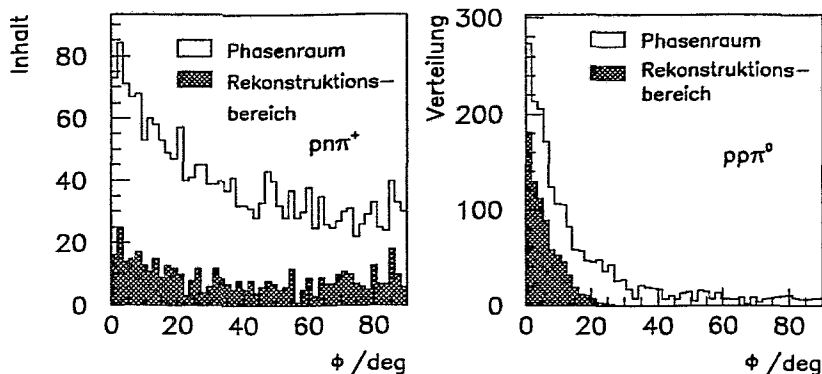 Inhalt
80
60
40
20
0
Phasenraum
Rekonstruktions-
bereich
pnπ⁺
0 20 40 60 80
ϕ /deg
Verteilung
300
200
100
0
Phasenraum
Rekonstruktions-
bereich
ppπ⁰
0 20 40 60 80
ϕ /deg